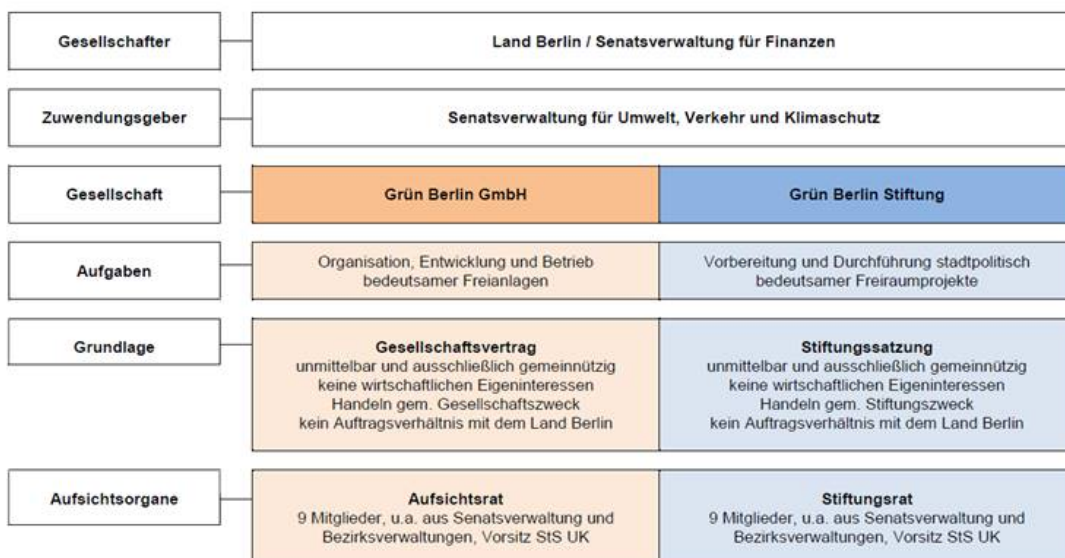 Gesellschafter
Land Berlin / Senatsverwaltung für Finanzen
Zuwendungsgeber
Senatsverwaltung für Umwelt, Verkehr und Klimaschutz
Gesellschaft
Grün Berlin GmbH
Grün Berlin Stiftung
Aufgaben
Organisation, Entwicklung und Betrieb
bedeutsamer Freianlagen
Vorbereitung und Durchführung stadtpolitisch
bedeutsamer Freiraumprojekte
Grundlage
Gesellschaftsvertrag
unmittelbar und ausschließlich gemeinnützig
keine wirtschaftlichen Eigeninteressen
Handeln gem. Gesellschaftszweck
kein Auftragsverhältnis mit dem Land Berlin
Stiftungssatzung
unmittelbar und ausschließlich gemeinnützig
keine wirtschaftlichen Eigeninteressen
Handeln gem. Stiftungszweck
kein Auftragsverhältnis mit dem Land Berlin
Aufsichtsorgane
Aufsichtsrat
9 Mitglieder, u.a. aus Senatsverwaltung und
Bezirksverwaltungen, Vorsitz StS UK
Stiftungsrat
9 Mitglieder, u.a. aus Senatsverwaltung und
Bezirksverwaltungen, Vorsitz StS UK